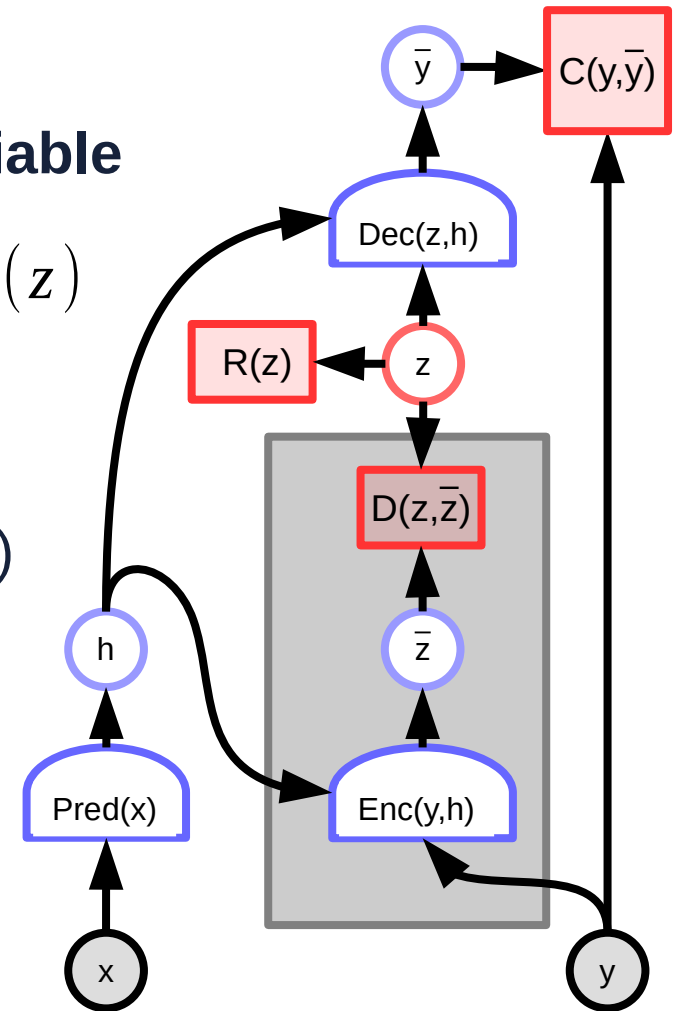 ȳ
C(y,ȳ)
iable
Dec(z,h)
(z)
R(z)
z
D(z,z̄)
)
h
z̄
Pred(x)
Enc(y,h)
x
y